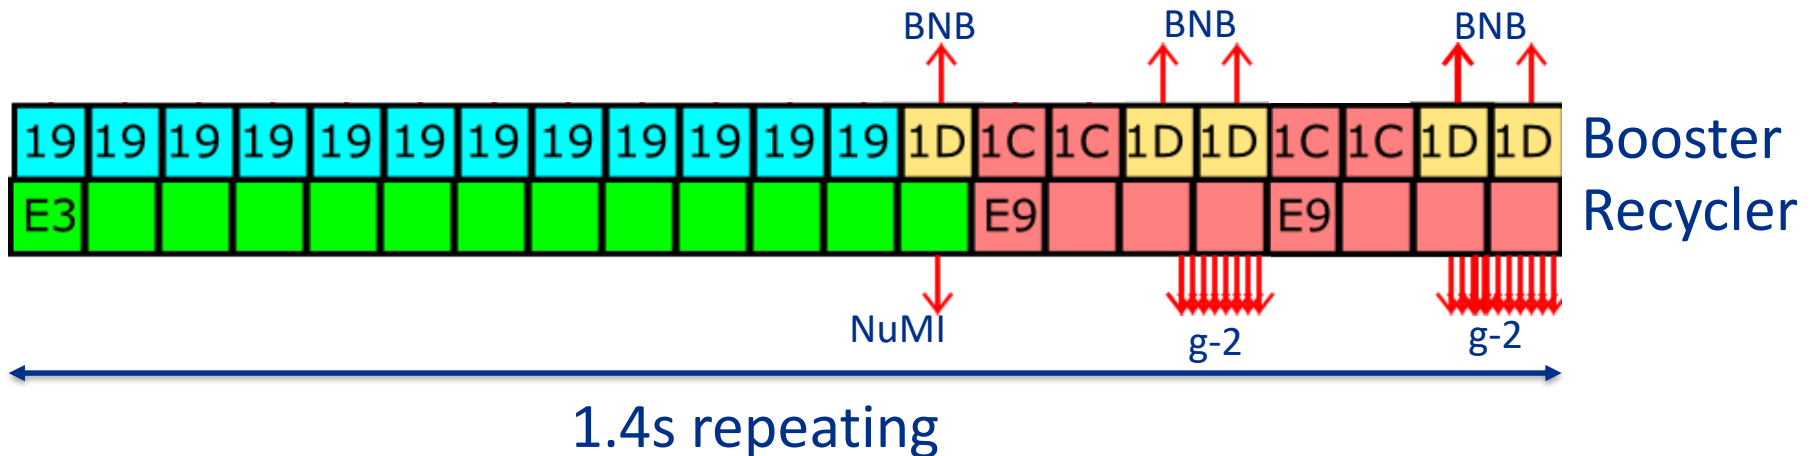 BNB BNB BNB
19 19 19 19 19 19 19 19 19 19 19 19 1D 1C 1C 1D 1D 1C 1C 1D 1D Booster
E3 E9 E9 Recycler
NuMI g-2 g-2
1.4s repeating